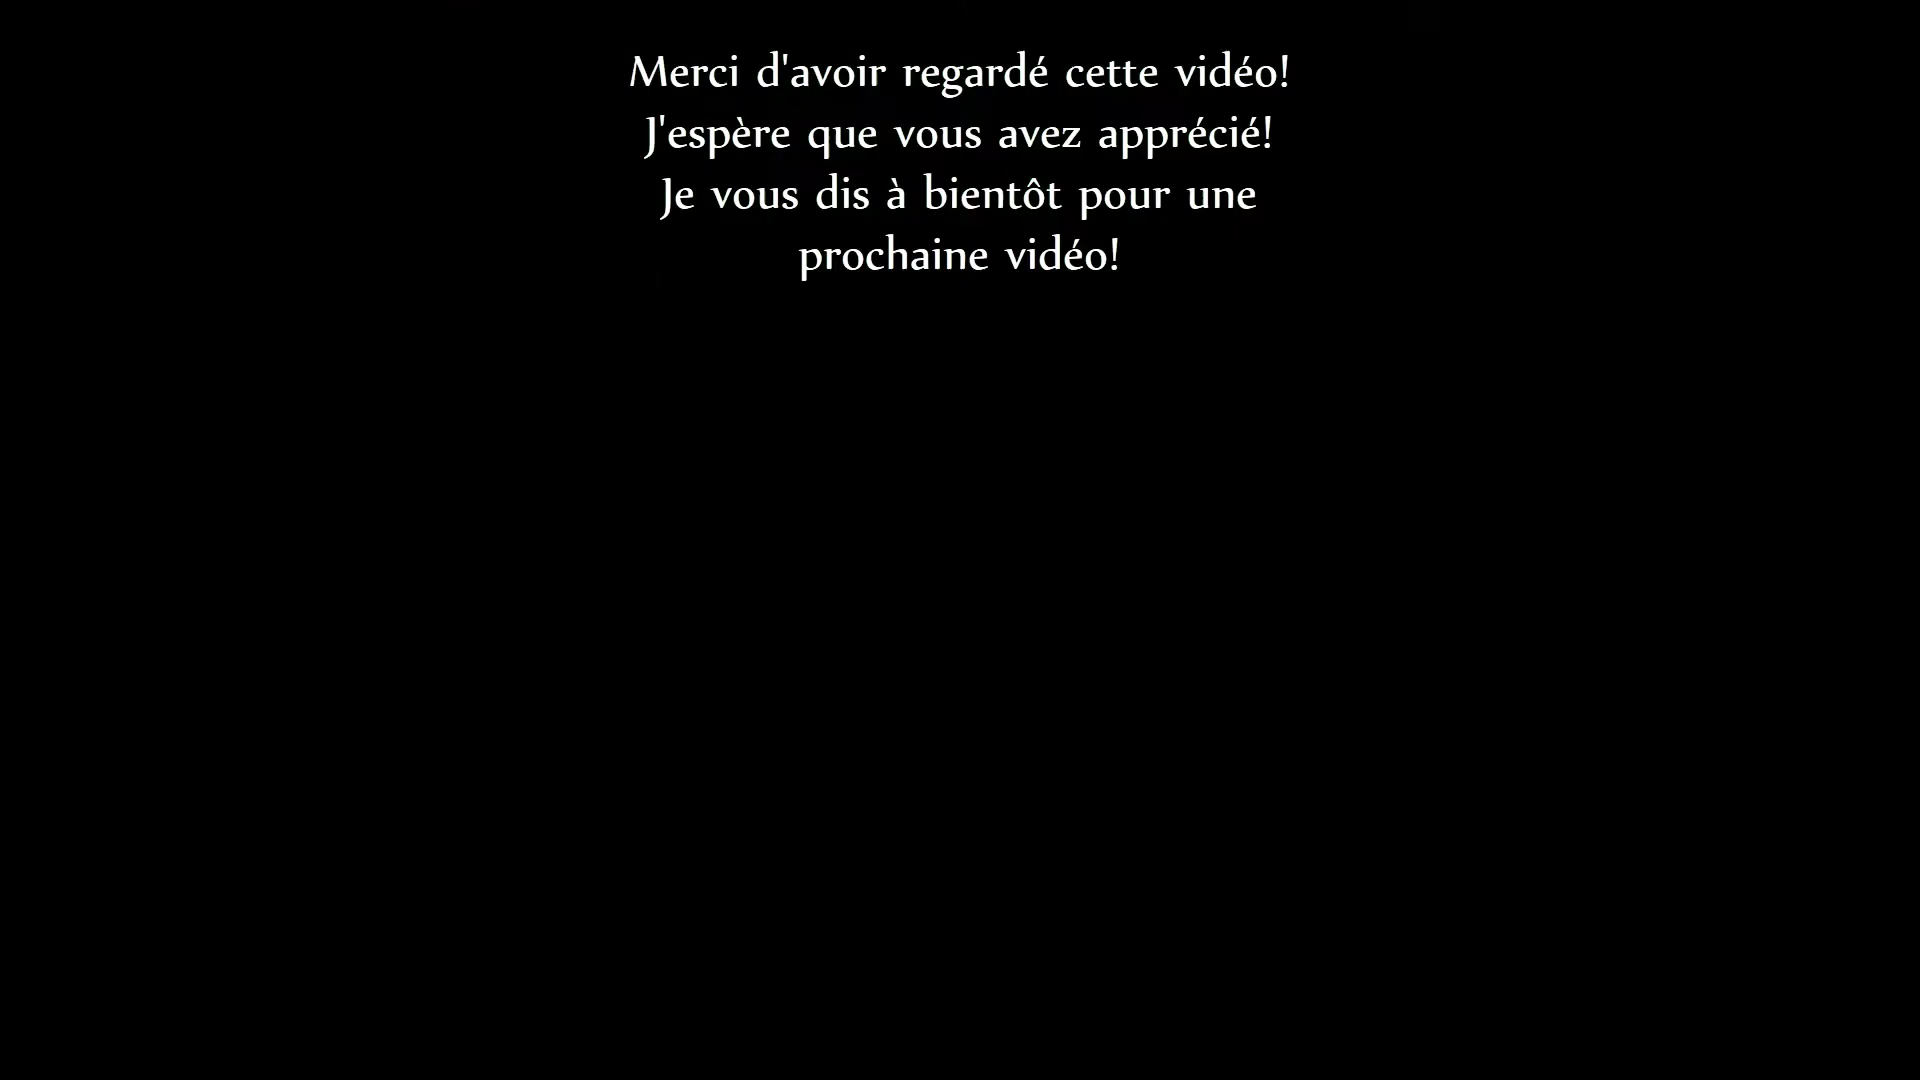 Merci d'avoir regardé cette vidéo!
J'espère que vous avez apprécié!
Je vous dis à bientôt pour une
prochaine vidéo!